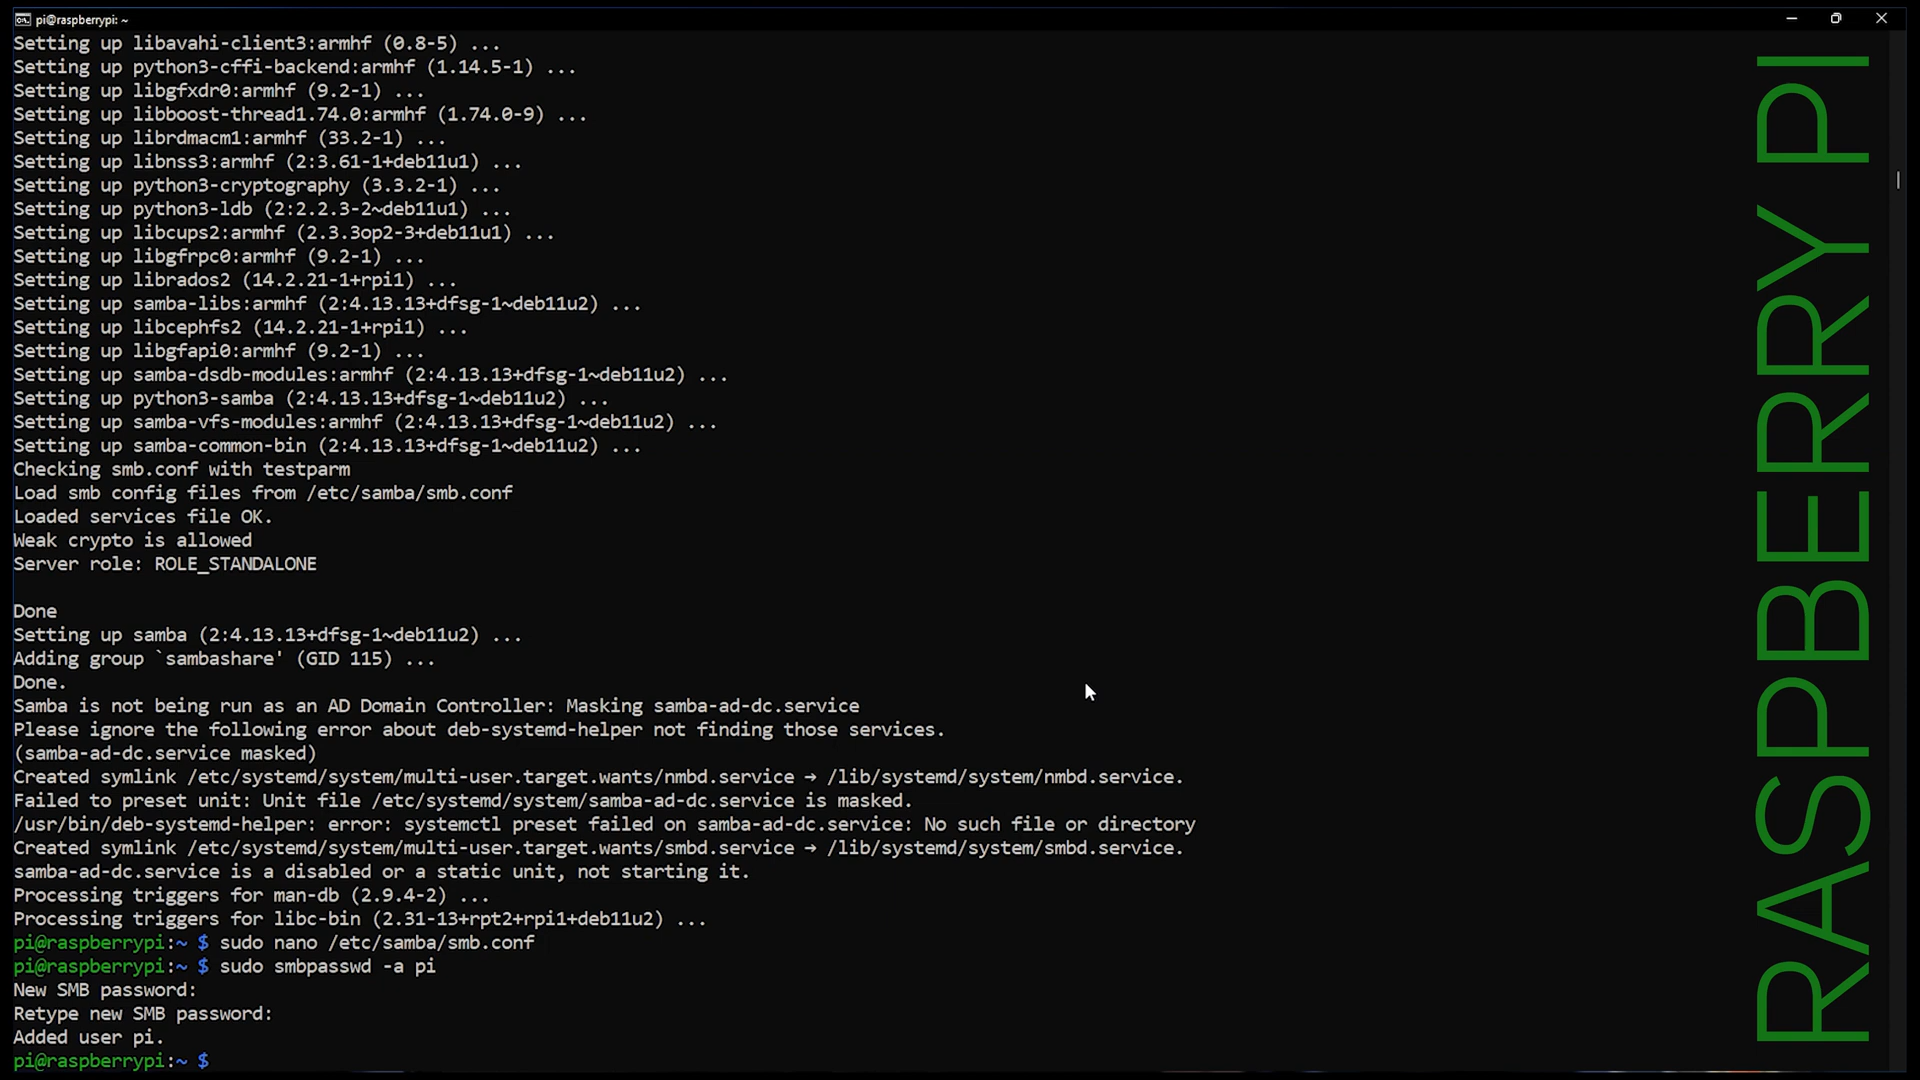 pi@raspberrypi: ~
Setting up libavahi-client3:armhf (0.8-5) ...
Setting up python3-cffi-backend:armhf (1.14.5-1) ...
Setting up libgfxdr0:armhf (9.2-1) ...
Setting up libboost-thread1.74.0:armhf (1.74.0-9) ...
Setting up librdmacm1:armhf (33.2-1) ...
Setting up libnss3:armhf (2:3.61-1+deb11u1) ...
Setting up python3-cryptography (3.3.2-1) ...
Setting up python3-ldb (2:2.2.3-2~deb11u1) ...
Setting up libcups2:armhf (2.3.3op2-3+deb11u1) ...
Setting up libgfrpc0:armhf (9.2-1) ...
Setting up librados2 (14.2.21-1+rpi1) ...
Setting up samba-libs:armhf (2:4.13.13+dfsg-1~deb11u2) ...
Setting up libcephfs2 (14.2.21-1+rpi1) ...
Setting up libgfapi0:armhf (9.2-1) ...
Setting up samba-dsdb-modules:armhf (2:4.13.13+dfsg-1~deb11u2) ...
Setting up python3-samba (2:4.13.13+dfsg-1~deb11u2) ...
Setting up samba-vfs-modules:armhf (2:4.13.13+dfsg-1~deb11u2) ...
Setting up samba-common-bin (2:4.13.13+dfsg-1~deb11u2) ...
Checking smb.conf with testparm
Load smb config files from /etc/samba/smb.conf
Loaded services file OK.
Weak crypto is allowed
Server role: ROLE_STANDALONE
Done
Setting up samba (2:4.13.13+dfsg-1~deb11u2) ...
Adding group `sambashare' (GID 115) ...
Done.
Samba is not being run as an AD Domain Controller: Masking samba-ad-dc.service
Please ignore the following error about deb-systemd-helper not finding those services.
(samba-ad-dc.service masked)
Created symlink /etc/systemd/system/multi-user.target.wants/nmbd.service → /lib/systemd/system/nmbd.service.
Failed to preset unit: Unit file /etc/systemd/system/samba-ad-dc.service is masked.
/usr/bin/deb-systemd-helper: error: systemctl preset failed on samba-ad-dc.service: No such file or directory
Created symlink /etc/systemd/system/multi-user.target.wants/smbd.service → /lib/systemd/system/smbd.service.
samba-ad-dc.service is a disabled or a static unit, not starting it.
Processing triggers for man-db (2.9.4-2) ...
Processing triggers for libc-bin (2.31-13+rpt2+rpi1+deb11u2) ...
pi@raspberrypi:~ $ sudo nano /etc/samba/smb.conf
pi@raspberrypi:~ $ sudo smbpasswd -a pi
New SMB password:
Retype new SMB password:
Added user pi.
pi@raspberrypi:~ $
RASPBERRY PI